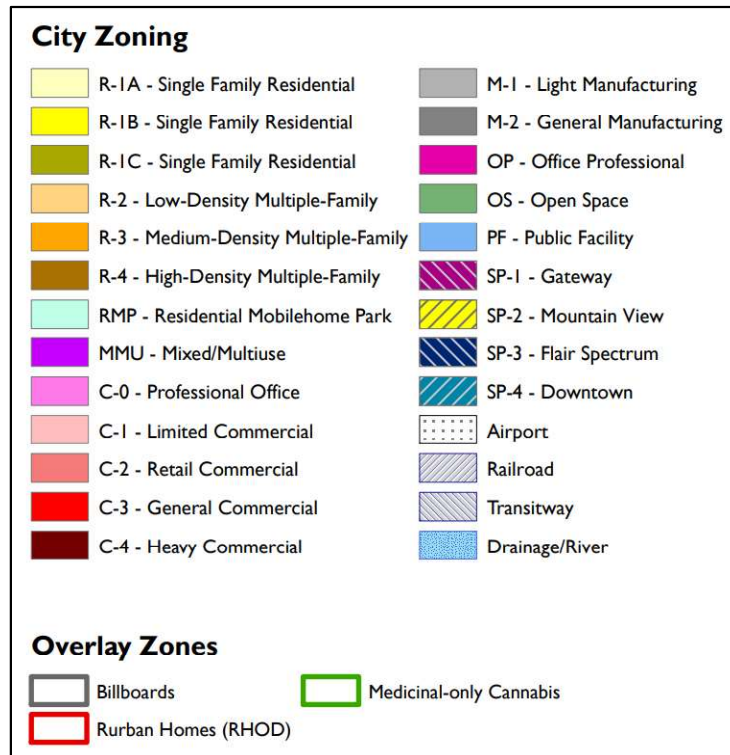 City Zoning
R-1A - Single Family Residential
R-1B - Single Family Residential
R-1C - Single Family Residential
R-2 - Low-Density Multiple-Family
R-3 - Medium-Density Multiple-Family
R-4 - High-Density Multiple-Family
RMP - Residential Mobilehome Park
MMU - Mixed/Multiuse
C-0 - Professional Office
C-1 - Limited Commercial
C-2 - Retail Commercial
C-3 - General Commercial
C-4 - Heavy Commercial
M-1 - Light Manufacturing
M-2 - General Manufacturing
OP - Office Professional
OS - Open Space
PF - Public Facility
SP-1 - Gateway
SP-2 - Mountain View
SP-3 - Flair Spectrum
SP-4 - Downtown
Airport
Railroad
Transitway
Drainage/River
Overlay Zones
Billboards
Rurban Homes (RHOD)
Medicinal-only Cannabis